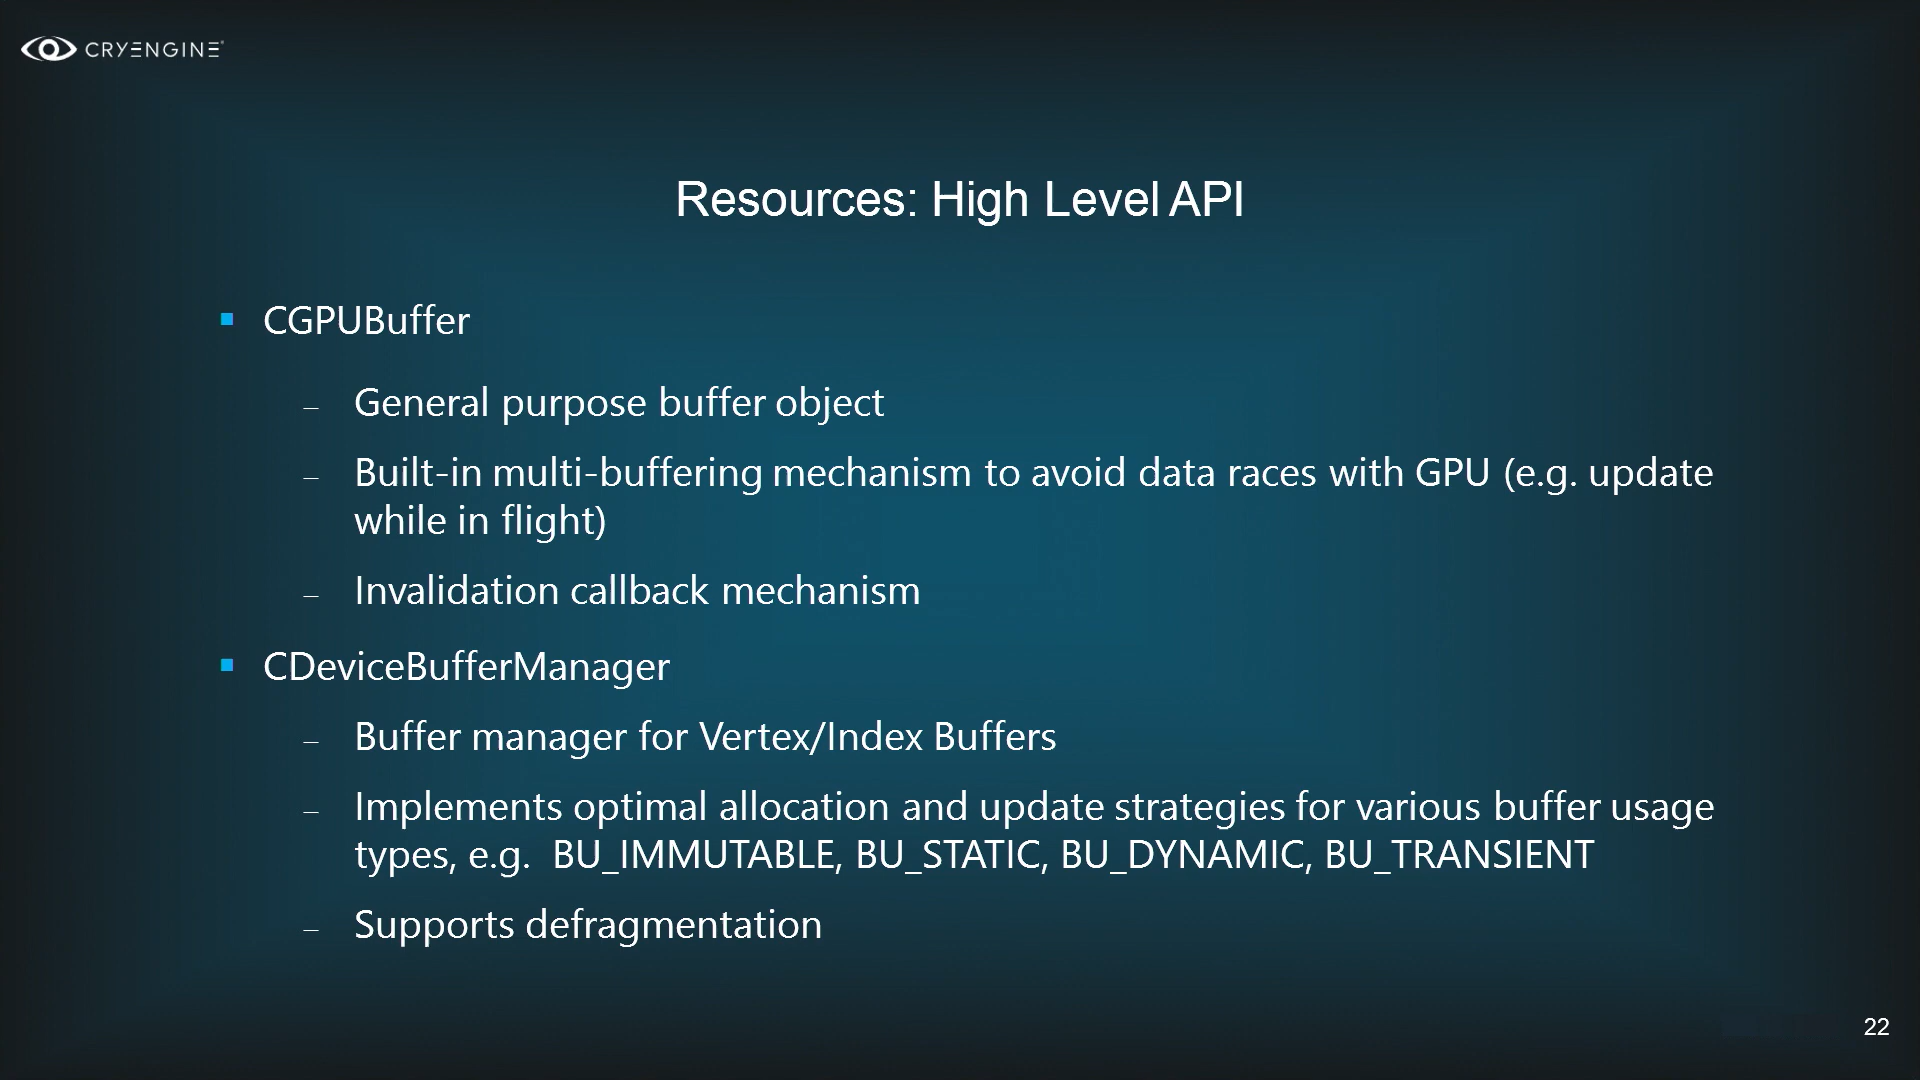 CRYENGINE
Resources: High Level API
▪ CGPUBuffer
– General purpose buffer object
– Built-in multi-buffering mechanism to avoid data races with GPU (e.g. update
while in flight)
– Invalidation callback mechanism
▪ CDeviceBufferManager
– Buffer manager for Vertex/Index Buffers
– Implements optimal allocation and update strategies for various buffer usage
types, e.g.  BU_IMMUTABLE, BU_STATIC, BU_DYNAMIC, BU_TRANSIENT
– Supports defragmentation
22